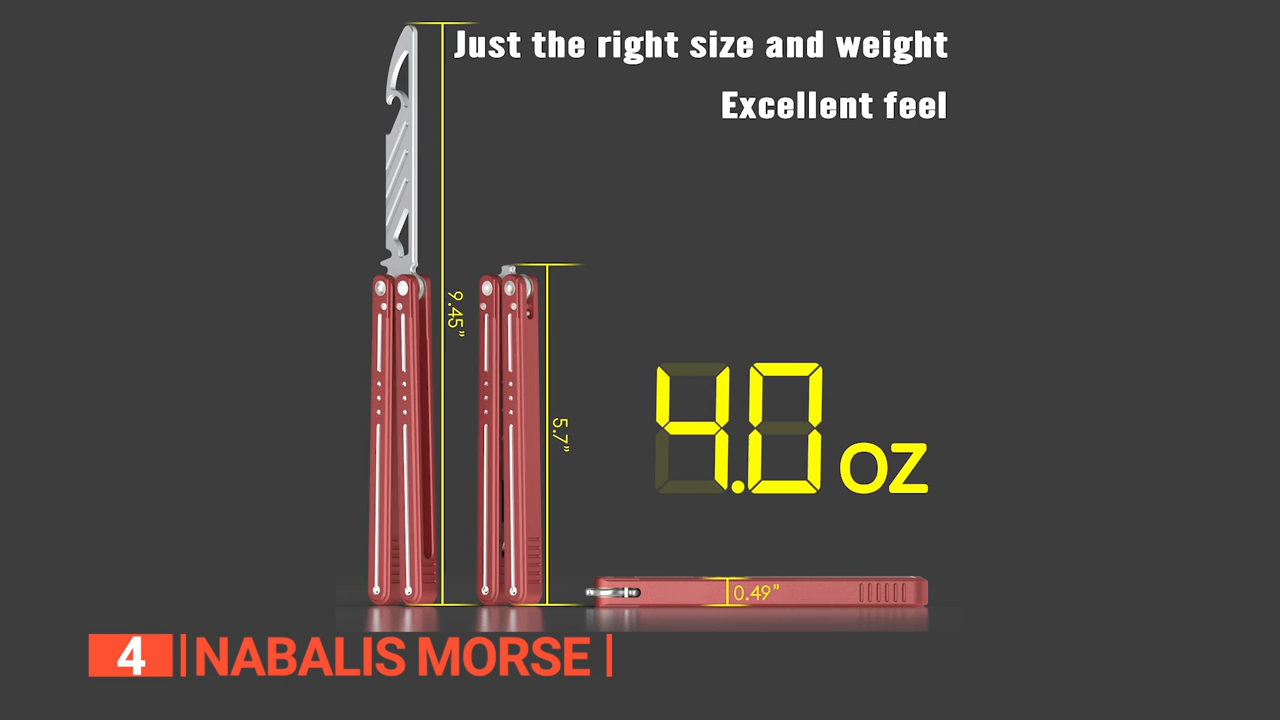 Just the right size and weight
Excellent feel
9.45”
5.7”
4.0 oz
0.49”
4 | NABALIS MORSE |